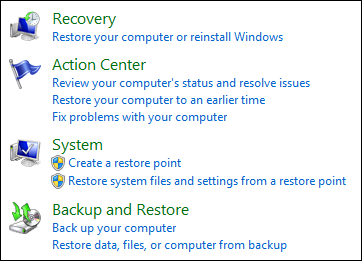 Recovery
Restore your computer or reinstall Windows
Action Center
Review your computer's status and resolve issues
Restore your computer to an earlier time
Fix problems with your computer
System
Create a restore point
Restore system files and settings from a restore point
Backup and Restore
Back up your computer
Restore data, files, or computer from backup